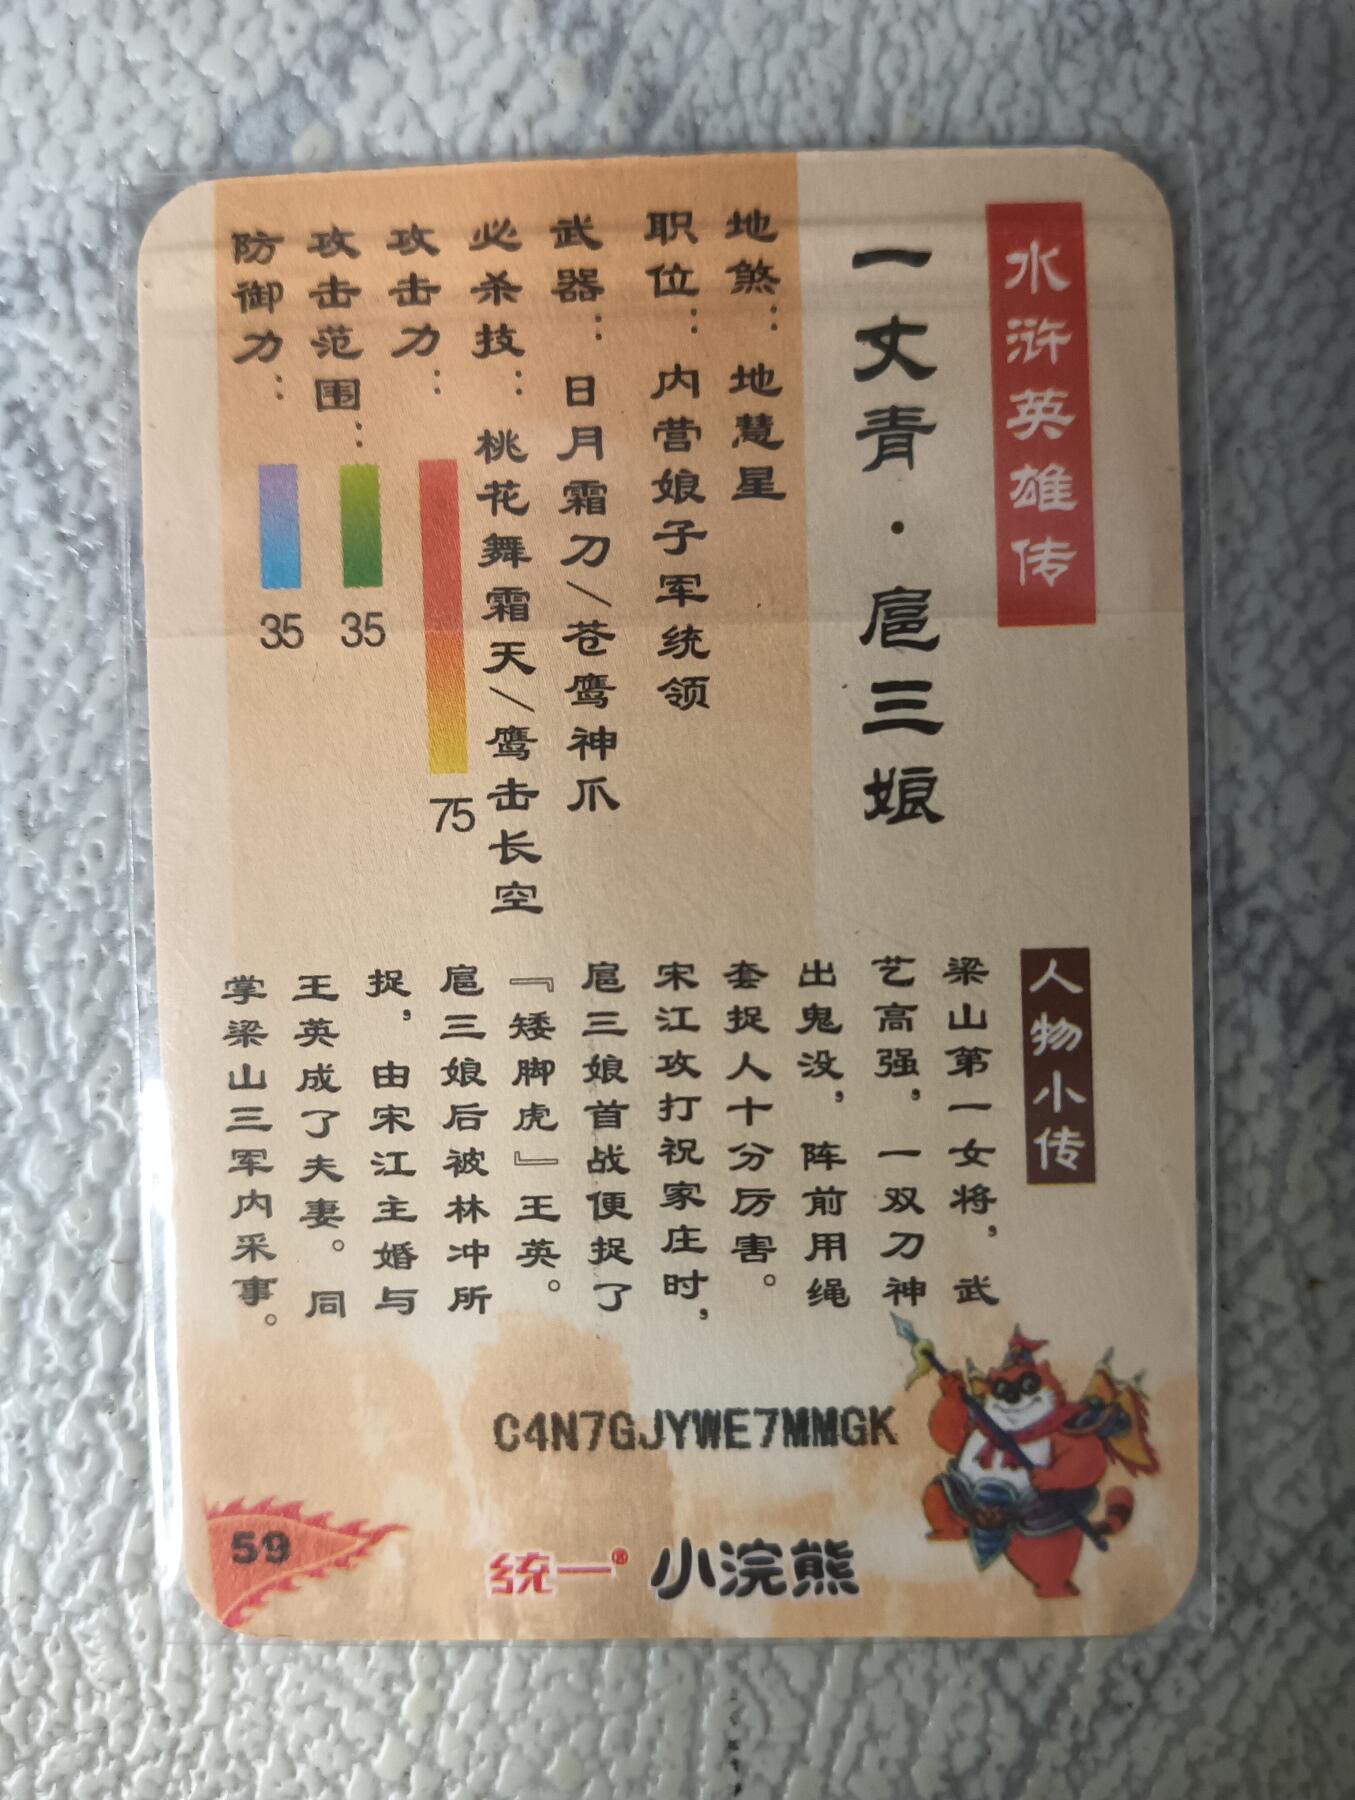 水浒英雄传
一丈青·扈三娘
地煞：地慧星
职位：内营娘子军统领
武器：日月霜刀/苍鹰神爪
必杀技：桃花舞霜天/鹰击长空
攻击力：75
攻击范围：35
防御力：35
人物小传
梁山第一女将，武
艺高强，一双刀神
出鬼没，阵前用绳
套捉人十分厉害。
宋江攻打祝家庄时，
扈三娘首战便捉了
『矮脚虎』王英。
扈三娘后被林冲所
捉，由宋江主婚与
王英成了夫妻。同
掌梁山三军内采事。
C4N7GJYWE7MMGK
59
统一® 小浣熊